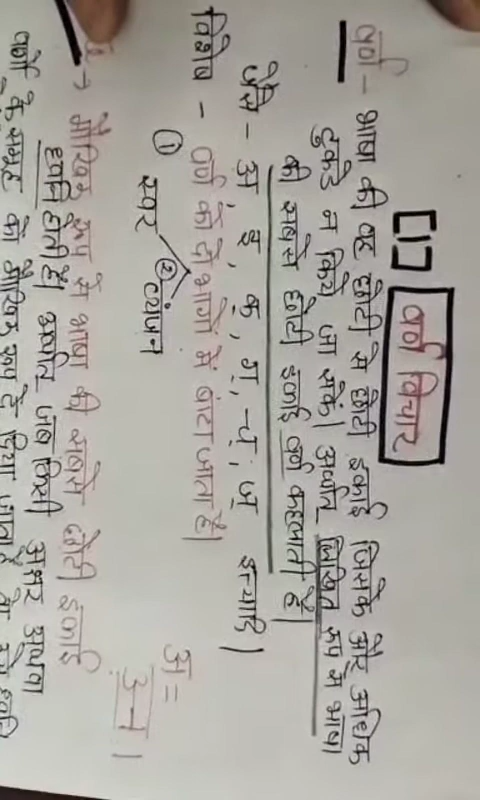 [1] वर्ण विचार
वर्ण - भाषा की वह छोटी से छोटी इकाई जिसके और अधिक
टुकड़े न किये जा सकें। अर्थात लिखित रूप में भाषा
की सबसे छोटी इकाई वर्ण कहलाती है।
जैसे - अ, इ, क्, ग्, च्, ज् इत्यादि।
विशेष - वर्ण को दो भागों में बांटा जाता है।
① स्वर ② व्यंजन
अ =
→ मौखिक रूप से भाषा की सबसे छोटी इकाई
ध्वनि होती है। अर्थात जब किसी अक्षर अथवा
वर्ण के समूह को मौखिक रूप दे दिया जाता है